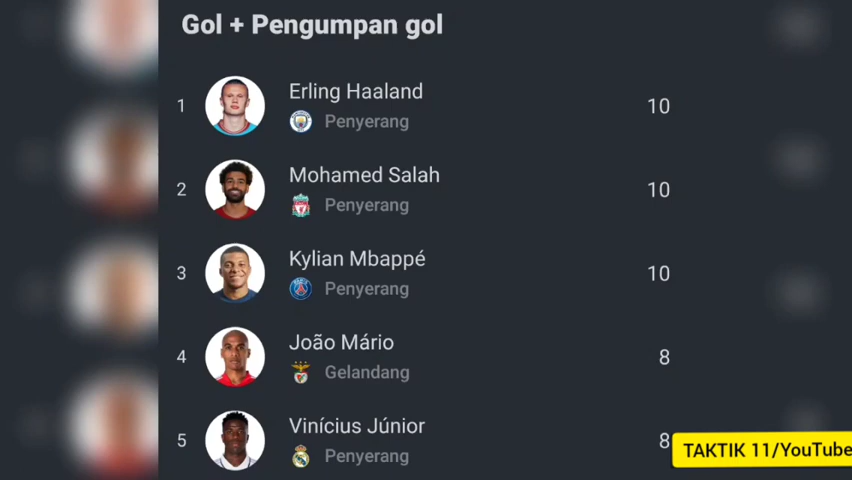 Gol + Pengumpan gol
1 Erling Haaland 10
Penyerang
2 Mohamed Salah 10
Penyerang
3 Kylian Mbappé 10
Penyerang
4 João Mário 8
Gelandang
5 Vinícius Júnior 8
Penyerang
TAKTIK 11/YouTube